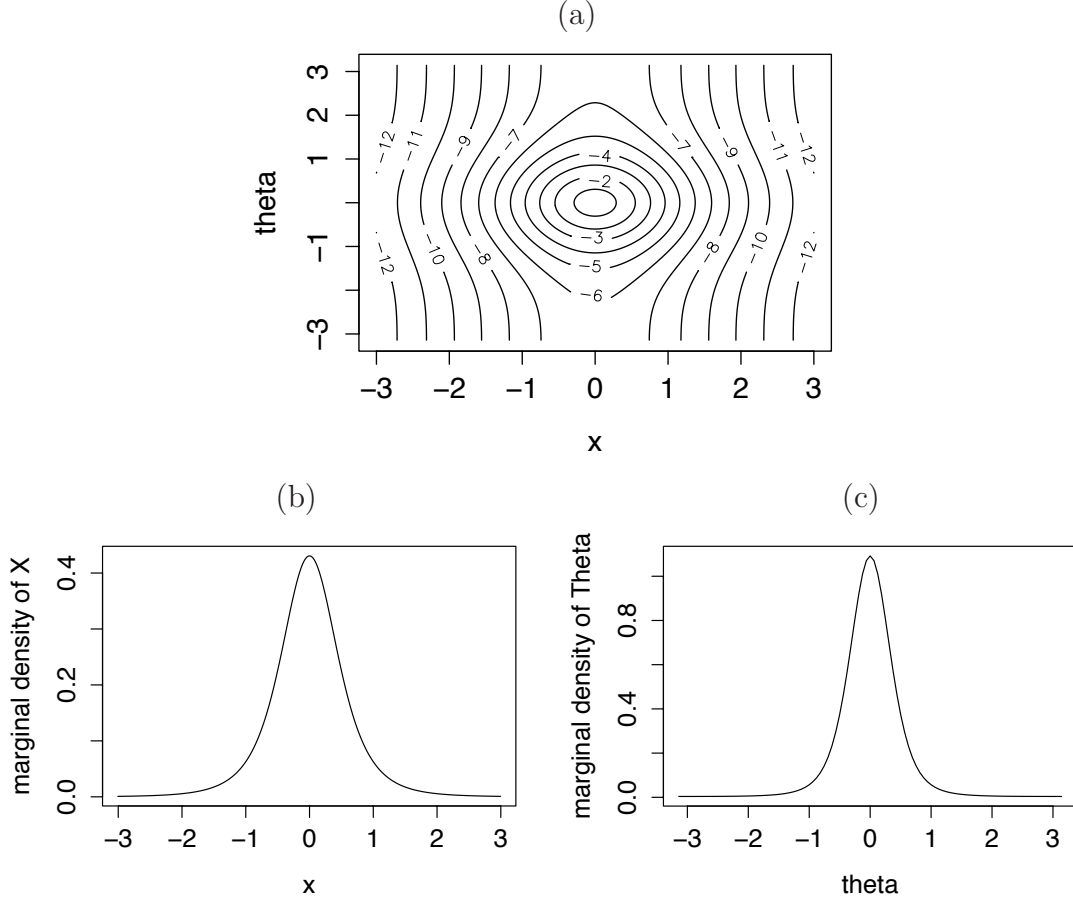 (a)
theta
3
2
1
−1
−3
−12
−11
−9
−7
−4
−2
−7
−9
−11
−12
−12
−10
−8
−3
−5
−6
−8
−10
−12
−3 −2 −1 0 1 2 3
x
(b)
marginal density of X
0.4
0.2
0.0
−3 −2 −1 0 1 2 3
x
(c)
marginal density of Theta
0.8
0.4
0.0
−3 −2 −1 0 1 2 3
theta